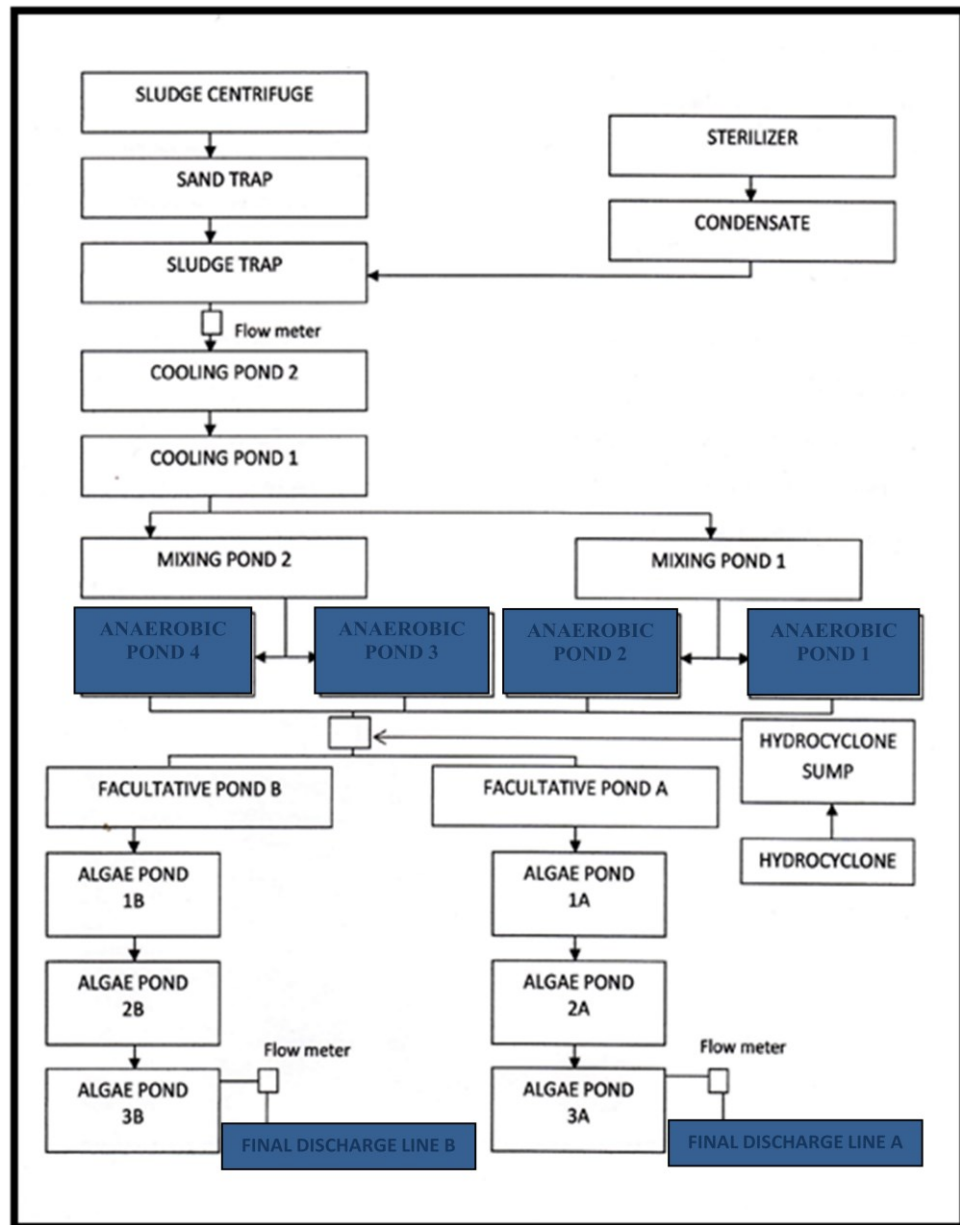 SLUDGE CENTRIFUGE
STERILIZER
SAND TRAP
CONDENSATE
SLUDGE TRAP
Flow meter
COOLING POND 2
COOLING POND 1
MIXING POND 2
MIXING POND 1
ANAEROBIC
POND 4
ANAEROBIC
POND 3
ANAEROBIC
POND 2
ANAEROBIC
POND 1
HYDROCYCLONE
SUMP
FACULTATIVE POND B
FACULTATIVE POND A
HYDROCYCLONE
ALGAE POND
1B
ALGAE POND
1A
ALGAE POND
2B
ALGAE POND
2A
Flow meter
Flow meter
ALGAE POND
3B
ALGAE POND
3A
FINAL DISCHARGE LINE B
FINAL DISCHARGE LINE A